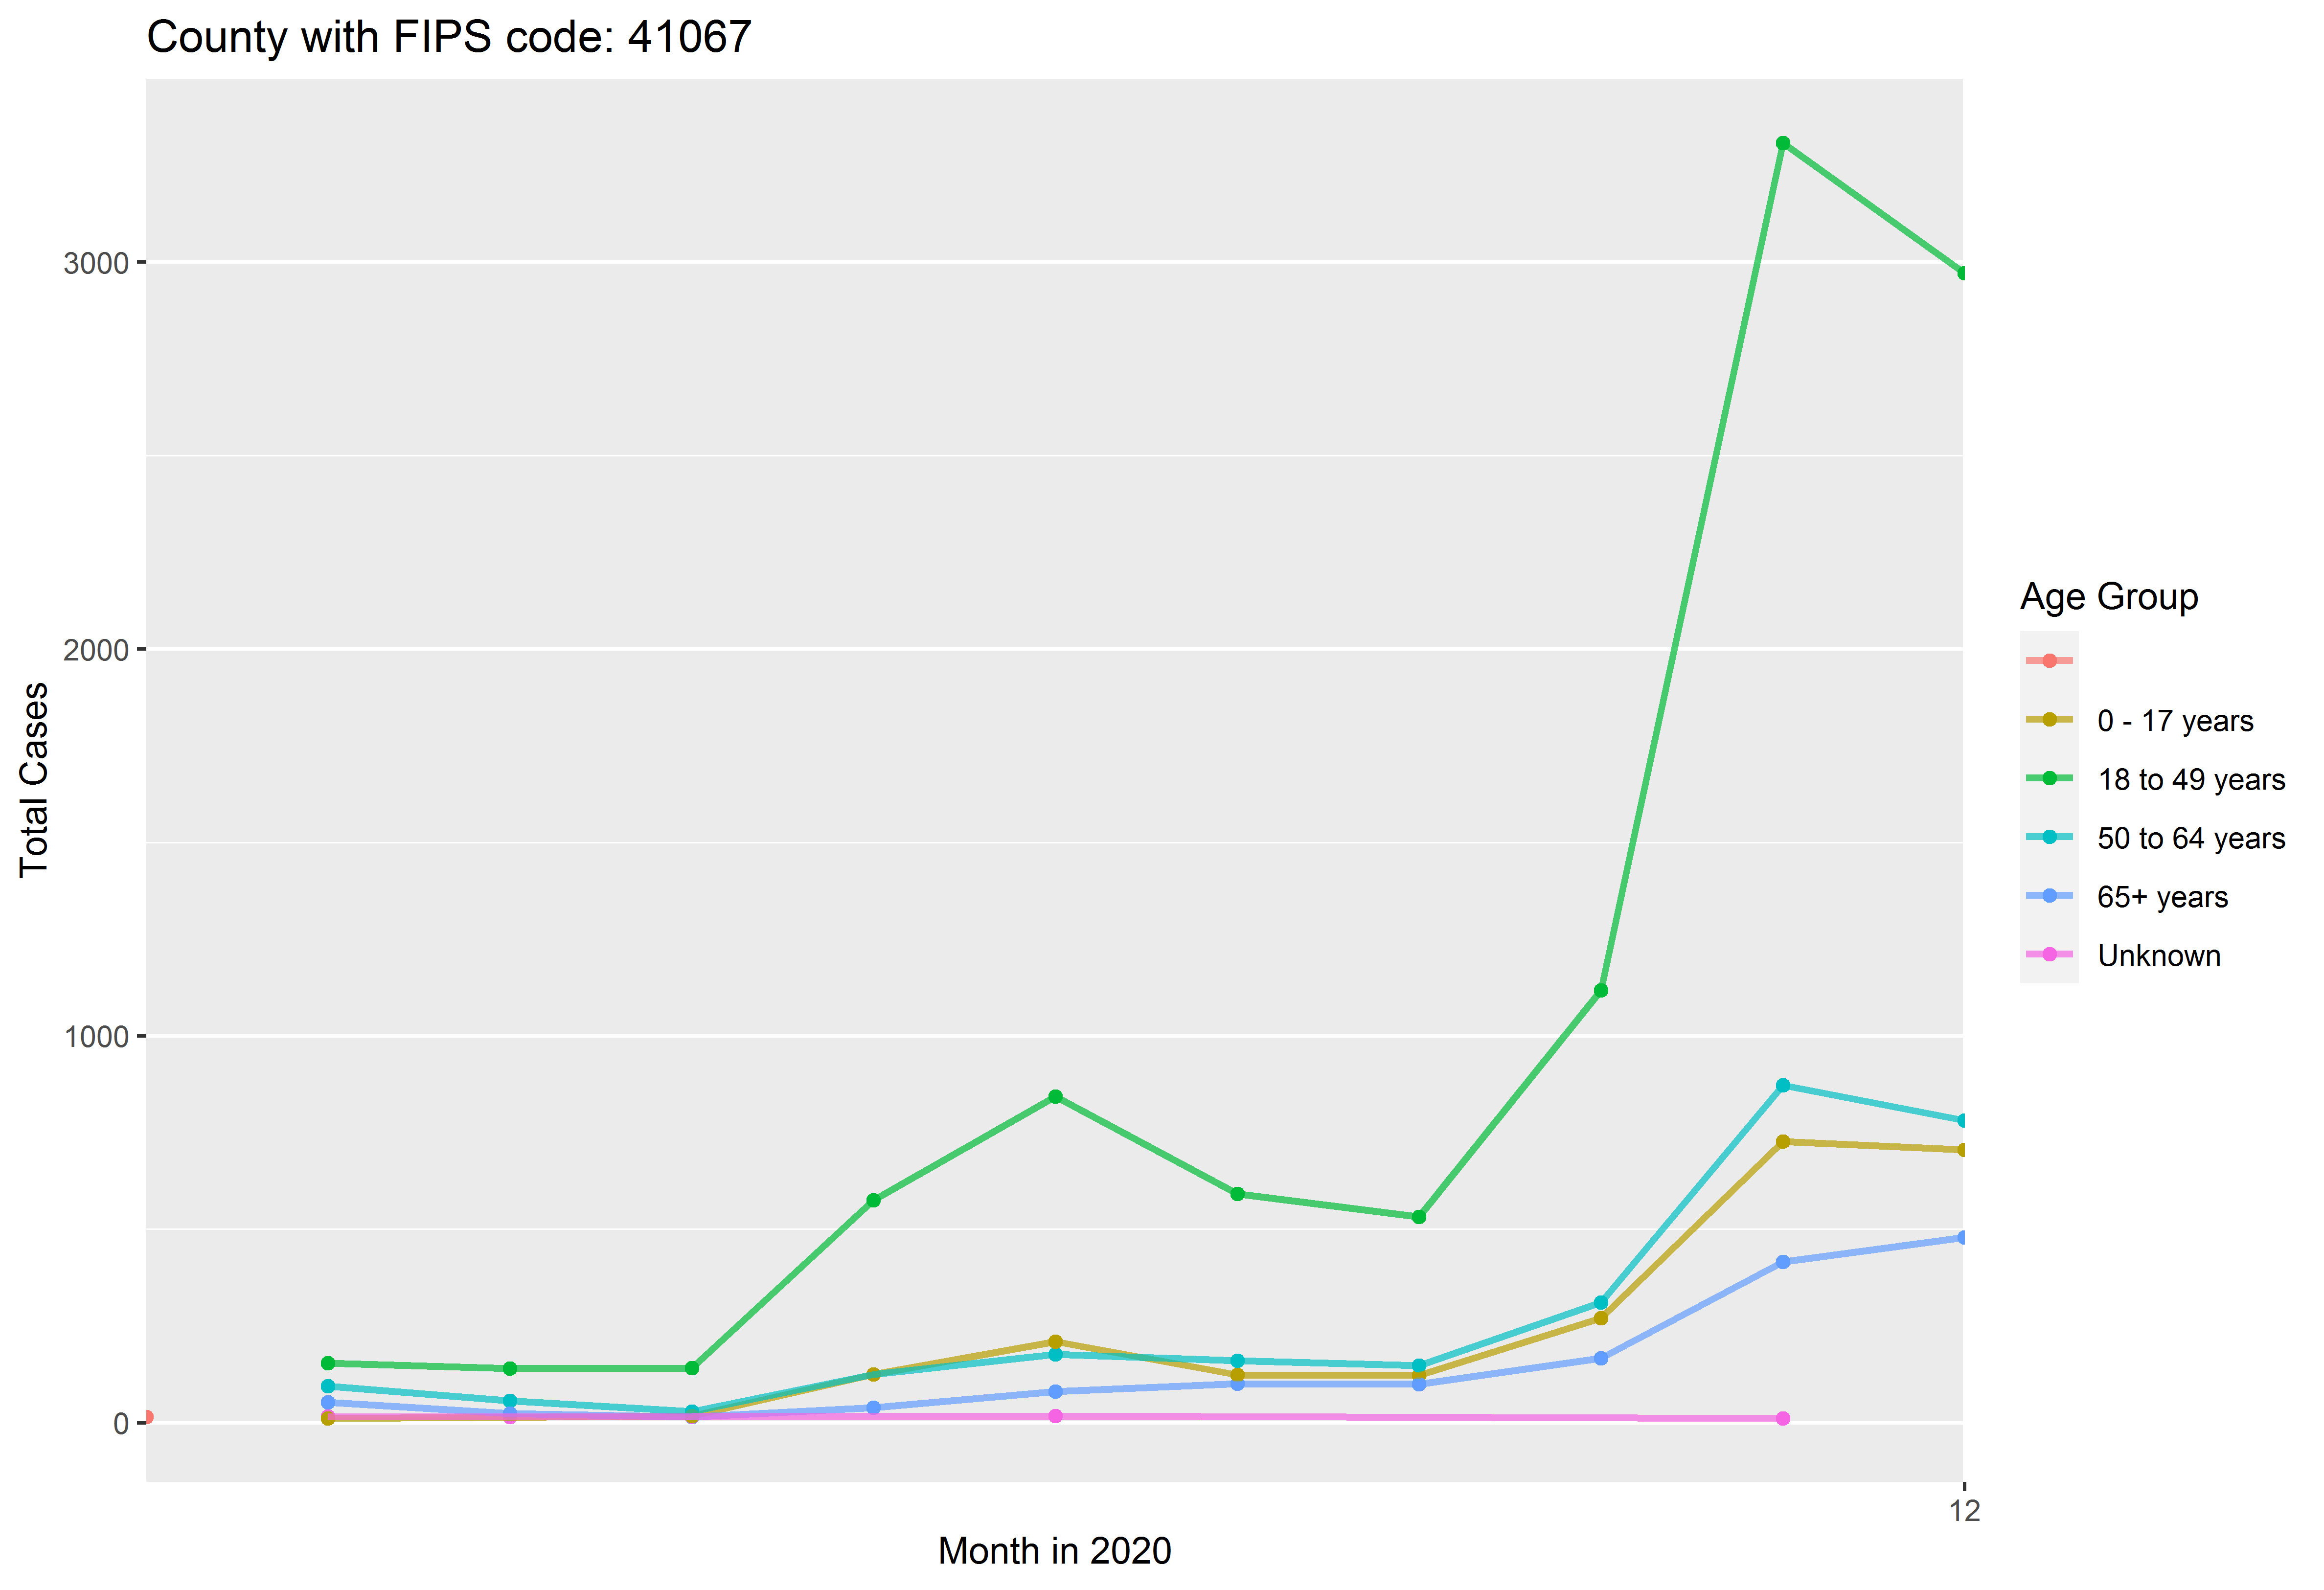 County with FIPS code: 41067
3000
2000
1000
0
Total Cases
12
Month in 2020
Age Group
0 - 17 years
18 to 49 years
50 to 64 years
65+ years
Unknown